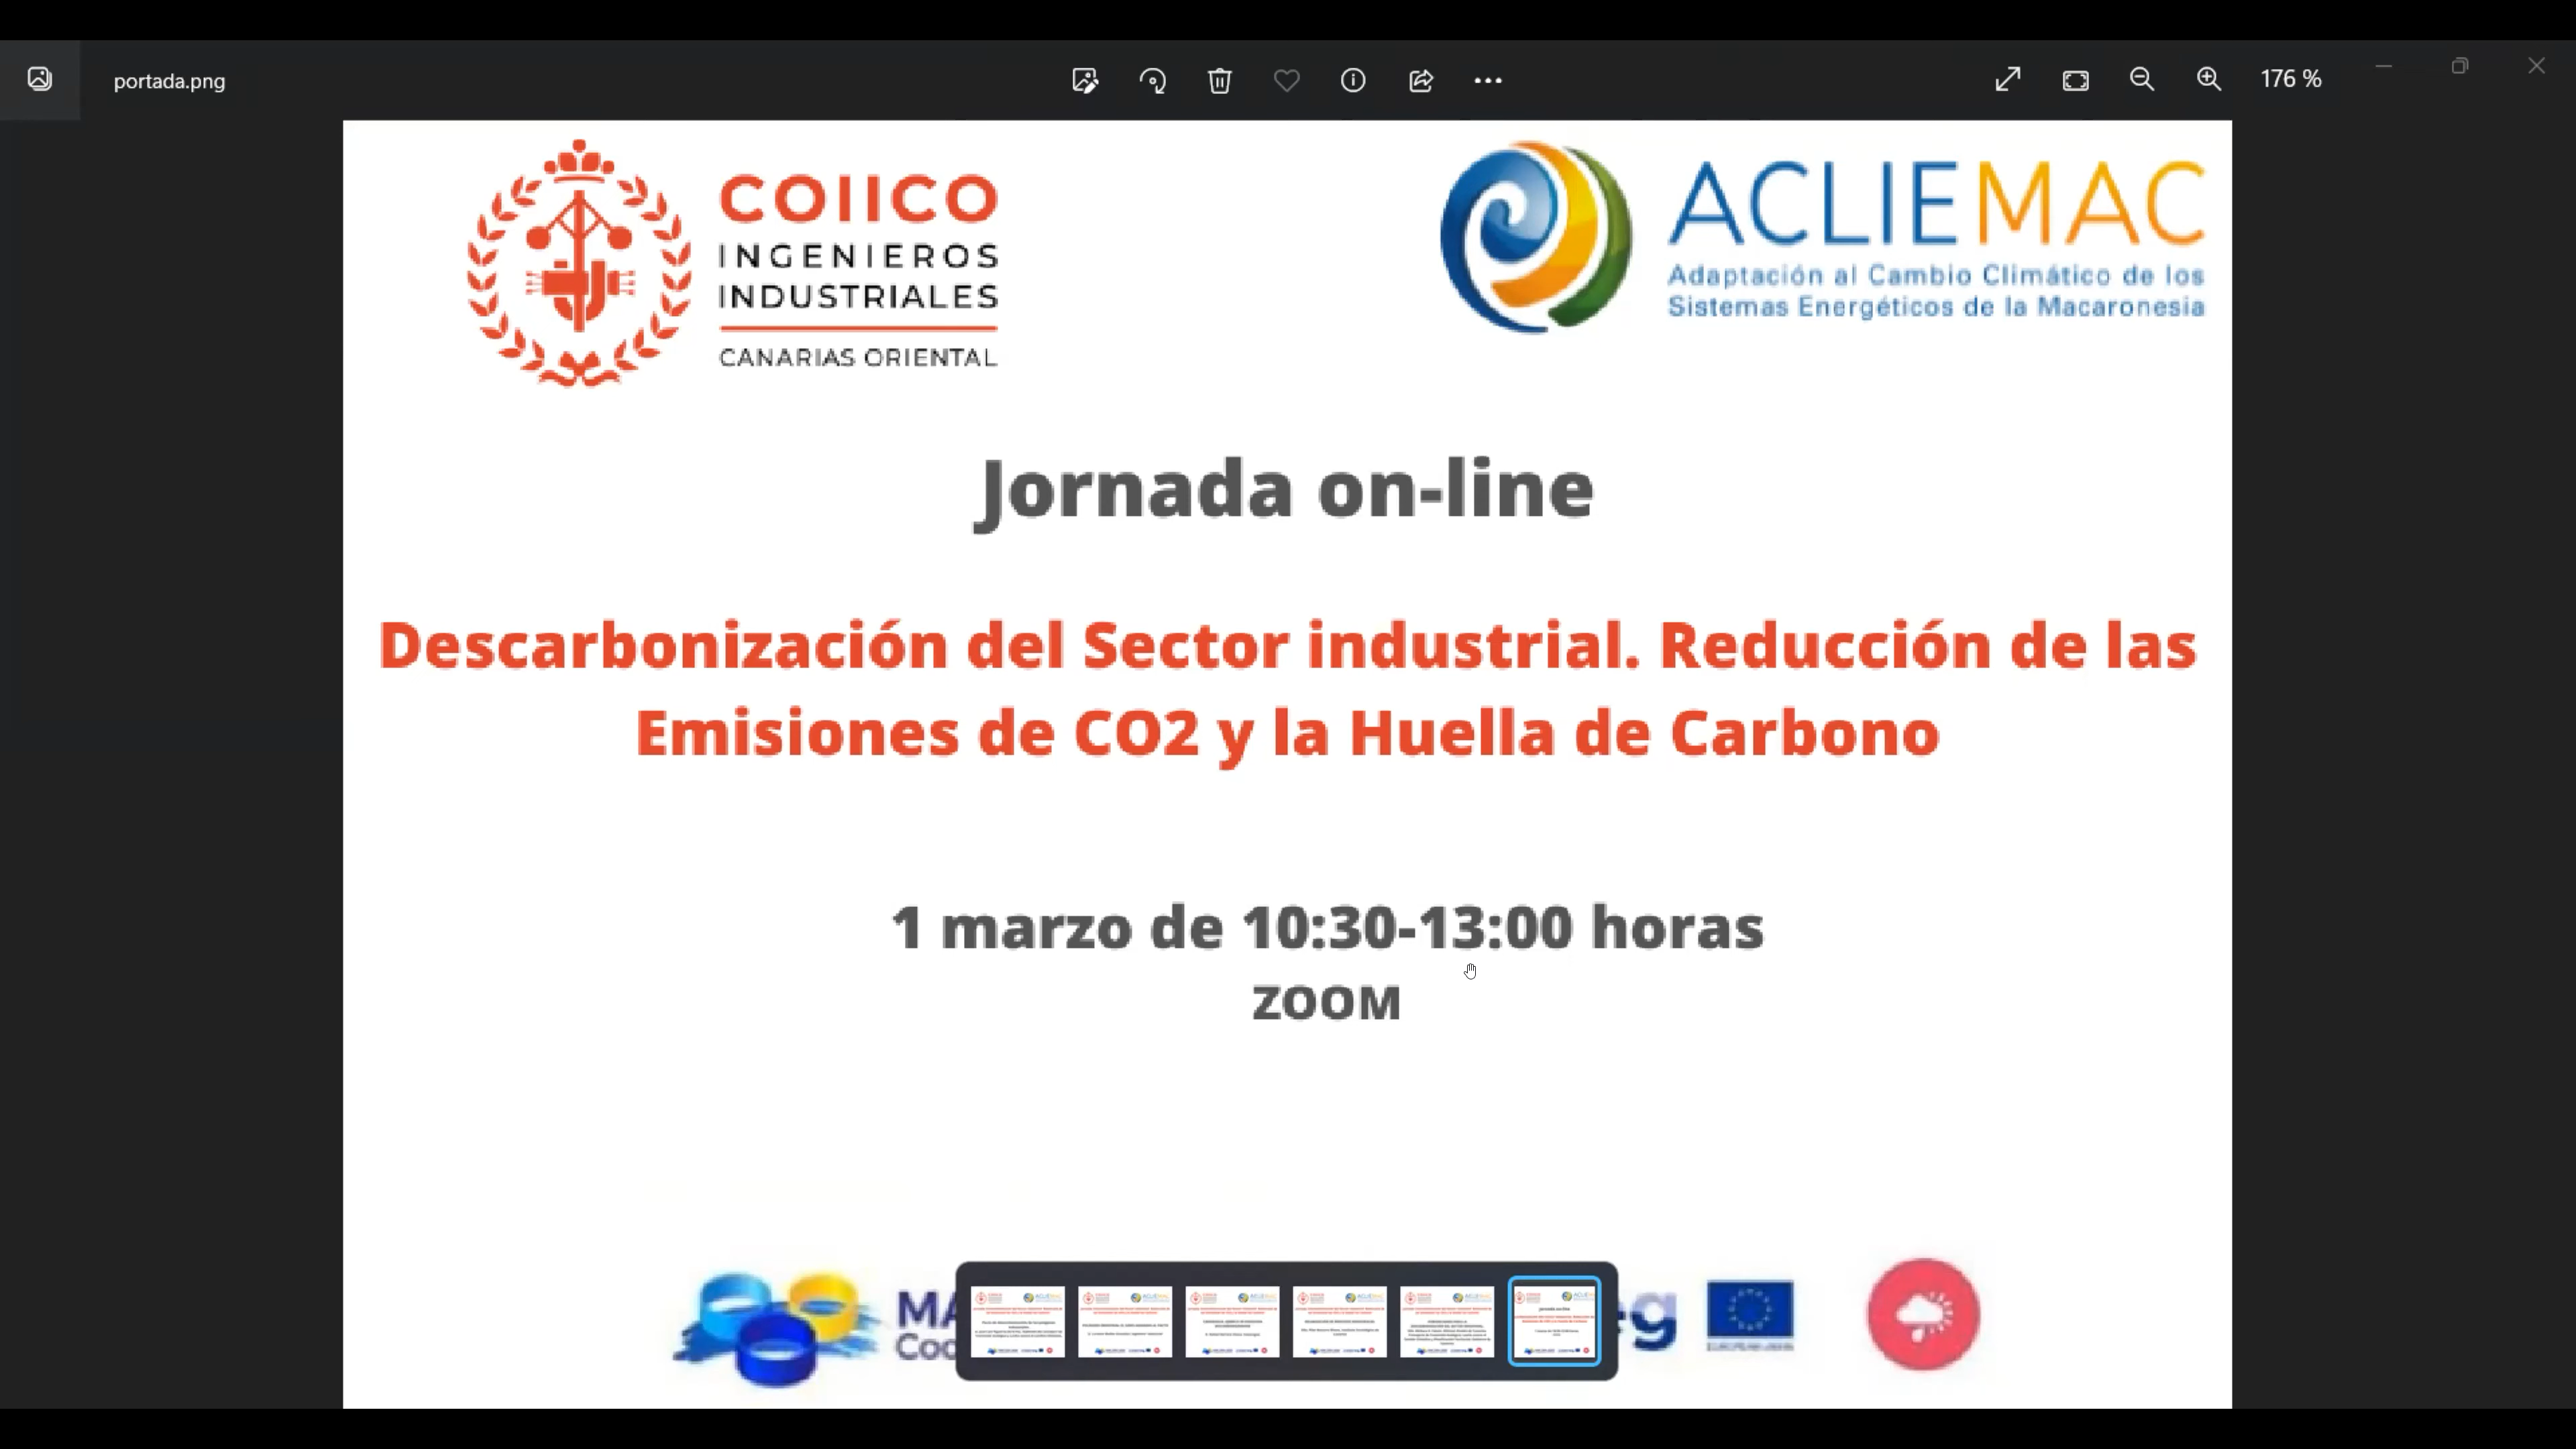 portada.png
176 %
COIICO
INGENIEROS
INDUSTRIALES
CANARIAS ORIENTAL
ACLIEMAC
Adaptación al Cambio Climático de los
Sistemas Energéticos de la Macaronesia
Jornada on-line
Descarbonización del Sector industrial. Reducción de las
Emisiones de CO2 y la Huella de Carbono
1 marzo de 10:30-13:00 horas
ZOOM